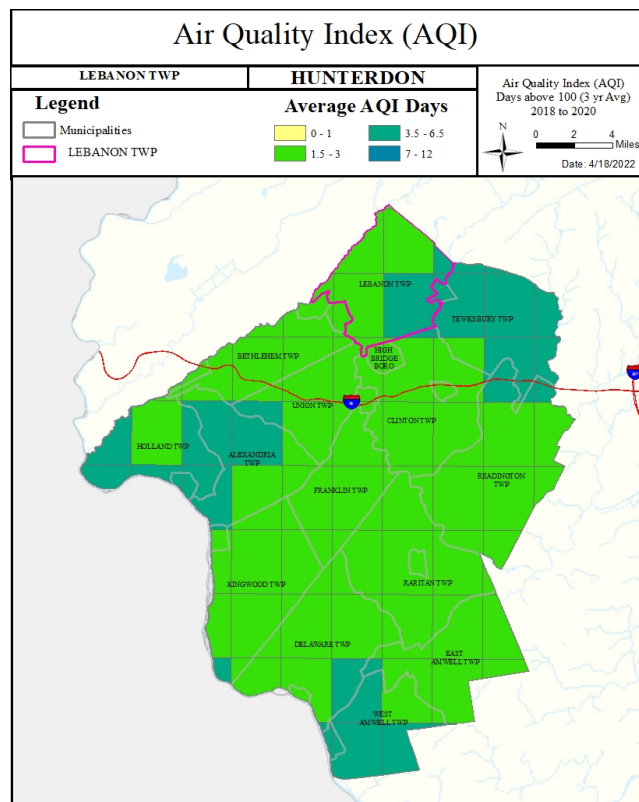 Air Quality Index (AQI)
LEBANON TWP
HUNTERDON
Legend
Municipalities
LEBANON TWP
Average AQI Days
0 - 1
1.5 - 3
3.5 - 6.5
7 - 12
Air Quality Index (AQI)
Days above 100 (3 yr Avg)
2018 to 2020
N
0 2 4
Miles
Date: 4/18/2022
LEBANON TWP
TEWKSBURY TWP
BETHLEHEM TWP
HIGH
BRIDGE
BORO
UNION TWP
CLINTON TWP
HOLLAND TWP
ALEXANDRIA
TWP
READINGTON
TWP
FRANKLIN TWP
KINGWOOD TWP
RARITAN TWP
DELAWARE TWP
EAST
AMWELL TWP
WEST
AMWELL TWP